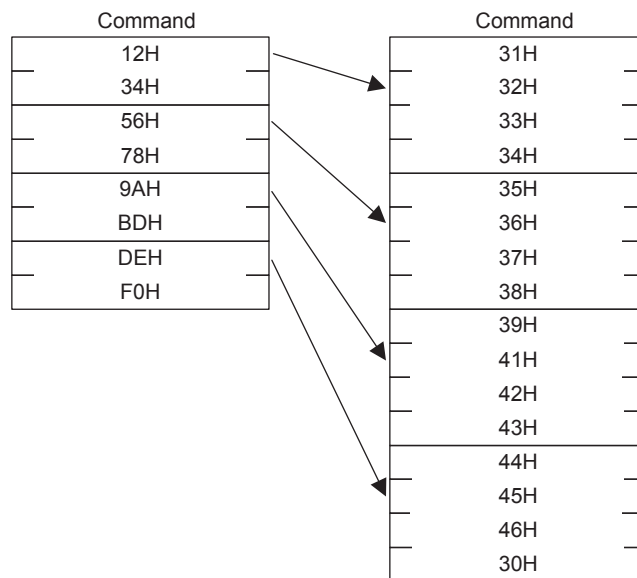 Command
12H
34H
56H
78H
9AH
BDH
DEH
F0H
Command
31H
32H
33H
34H
35H
36H
37H
38H
39H
41H
42H
43H
44H
45H
46H
30H